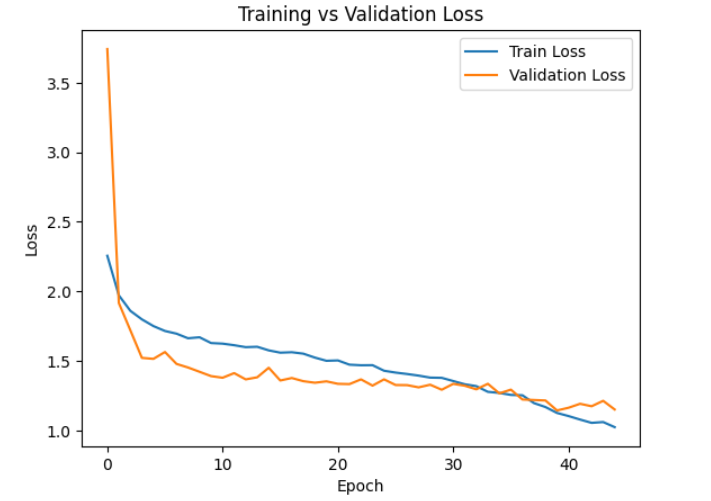 Training vs Validation Loss
Train Loss
Validation Loss
3.5
3.0
2.5
2.0
1.5
1.0
Loss
0 10 20 30 40
Epoch